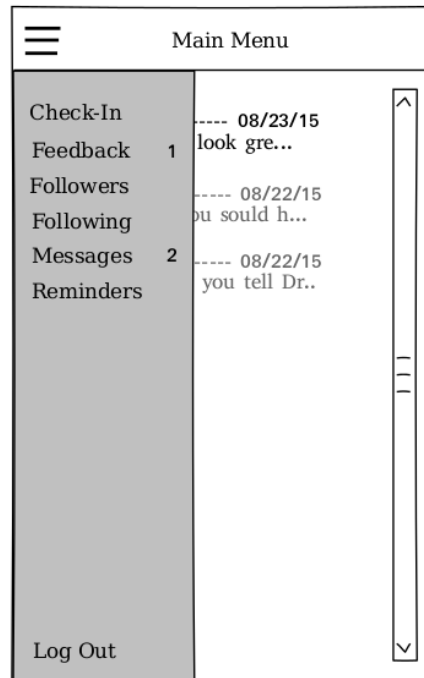 Main Menu
Check-In
Feedback 1
Followers
Following
Messages 2
Reminders
Log Out
----- 08/23/15
look gre...
----- 08/22/15
ou sould h...
----- 08/22/15
you tell Dr..